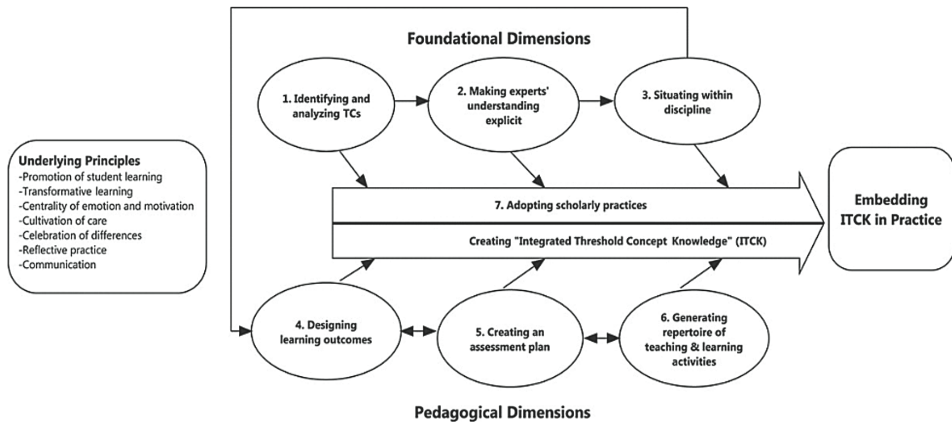 Foundational Dimensions
1. Identifying and
analyzing TCs
2. Making experts'
understanding
explicit
3. Situating within
discipline
Underlying Principles
-Promotion of student learning
-Transformative learning
-Centrality of emotion and motivation
-Cultivation of care
-Celebration of differences
-Reflective practice
-Communication
7. Adopting scholarly practices
Creating "Integrated Threshold Concept Knowledge" (ITCK)
Embedding
ITCK in Practice
4. Designing
learning outcomes
5. Creating an
assessment plan
6. Generating
repertoire of
teaching & learning
activities
Pedagogical Dimensions